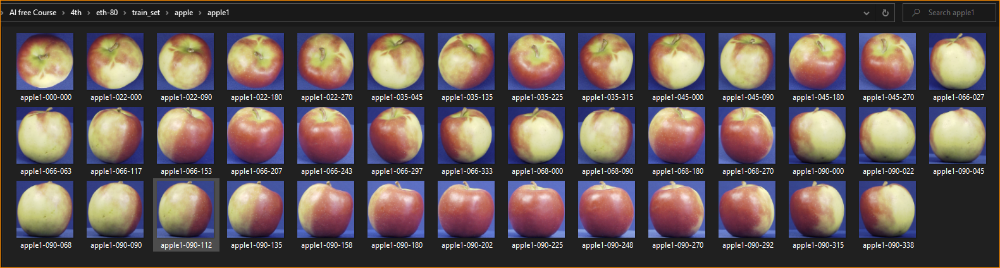 AI free Course > 4th > eth-80 > train_set > apple > apple1
Search apple1
apple1-000-000 apple1-022-000 apple1-022-090 apple1-022-180 apple1-022-270 apple1-035-045 apple1-035-135 apple1-035-225 apple1-035-315 apple1-045-000 apple1-045-090 apple1-045-180 apple1-045-270 apple1-066-027
apple1-066-063 apple1-066-117 apple1-066-153 apple1-066-207 apple1-066-243 apple1-066-297 apple1-066-333 apple1-068-000 apple1-068-090 apple1-068-180 apple1-068-270 apple1-090-000 apple1-090-022 apple1-090-045
apple1-090-068 apple1-090-090 apple1-090-112 apple1-090-135 apple1-090-158 apple1-090-180 apple1-090-202 apple1-090-225 apple1-090-248 apple1-090-270 apple1-090-292 apple1-090-315 apple1-090-338